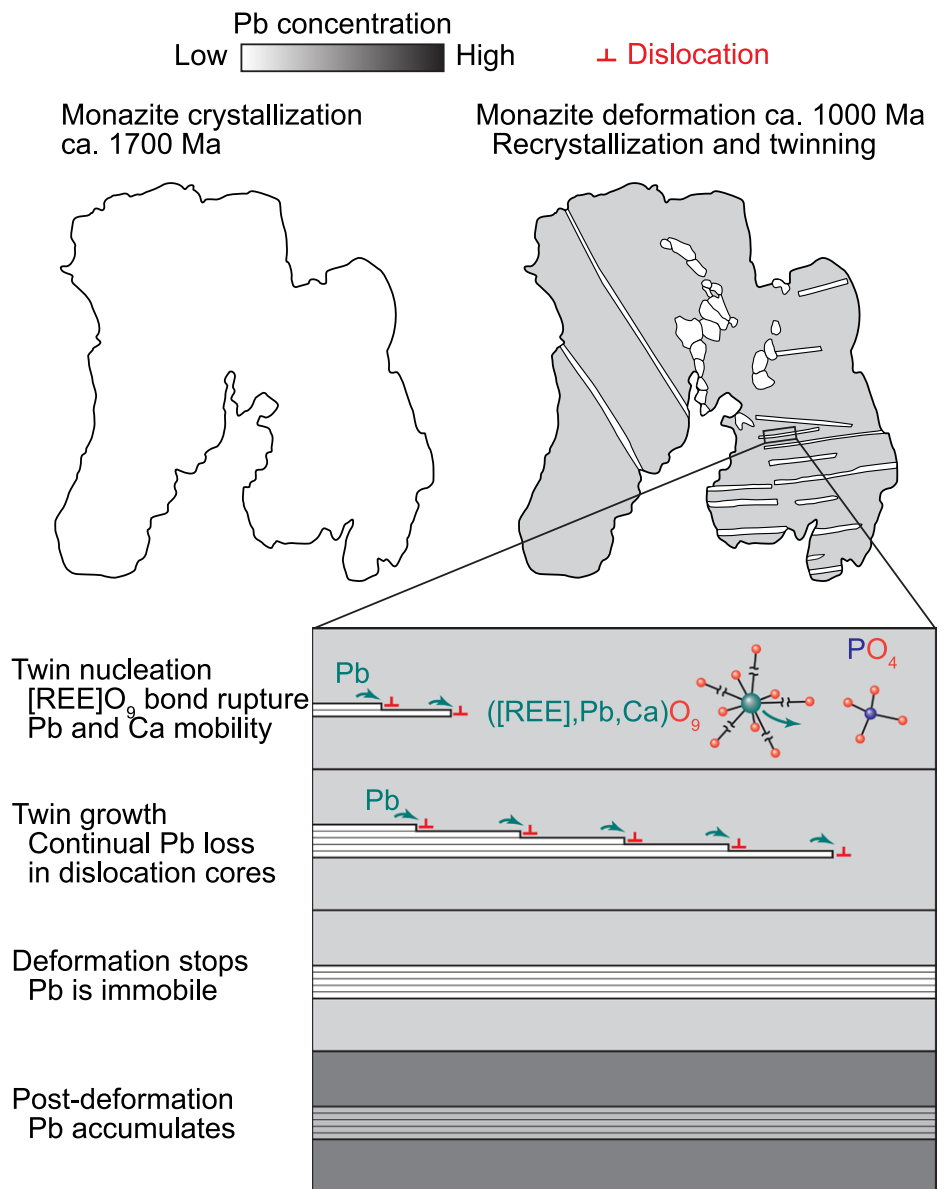 Pb concentration
Low High
⊥ Dislocation
Monazite crystallization
ca. 1700 Ma
Monazite deformation ca. 1000 Ma
Recrystallization and twinning
Twin nucleation
[REE]O₉ bond rupture
Pb and Ca mobility
Pb
([REE],Pb,Ca)O₉
PO₄
Twin growth
Continual Pb loss
in dislocation cores
Pb
Deformation stops
Pb is immobile
Post-deformation
Pb accumulates